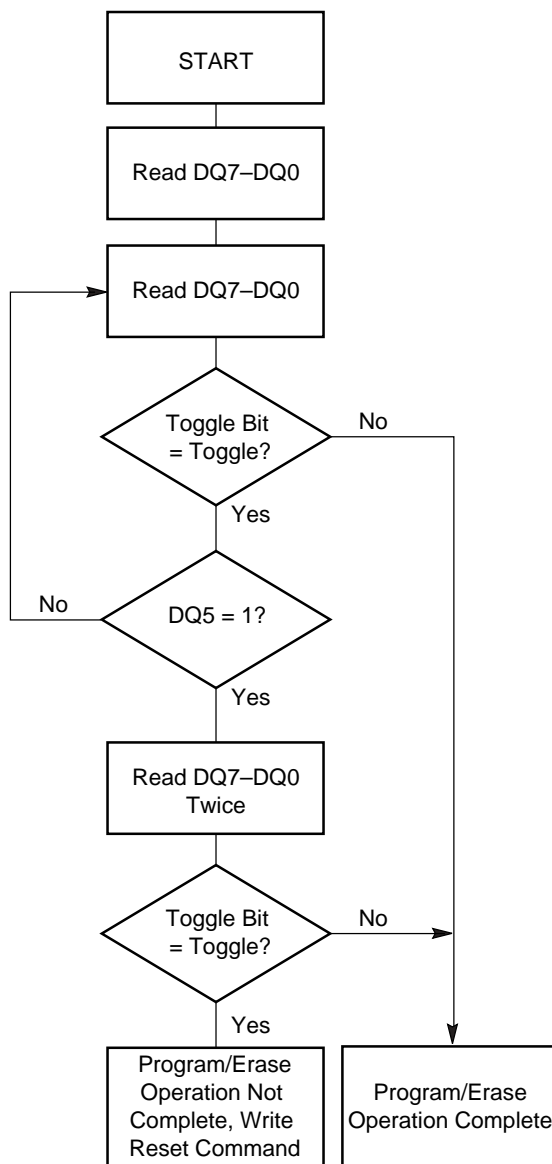 START
Read DQ7–DQ0
Read DQ7–DQ0
Toggle Bit
= Toggle?
No
Yes
No
DQ5 = 1?
Yes
Read DQ7–DQ0
Twice
Toggle Bit
= Toggle?
No
Yes
Program/Erase
Operation Not
Complete, Write
Reset Command
Program/Erase
Operation Complete